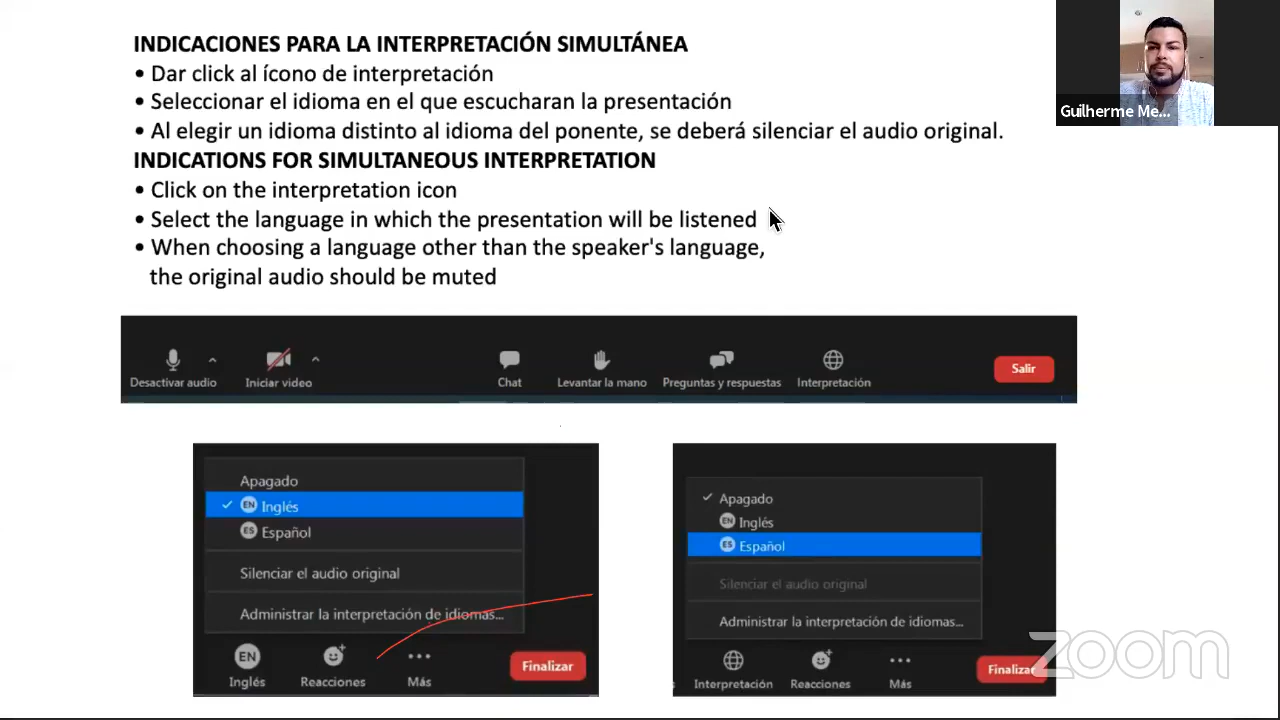 INDICACIONES PARA LA INTERPRETACIÓN SIMULTÁNEA
• Dar click al ícono de interpretación
• Seleccionar el idioma en el que escucharan la presentación
• Al elegir un idioma distinto al idioma del ponente, se deberá silenciar el audio original.
INDICATIONS FOR SIMULTANEOUS INTERPRETATION
• Click on the interpretation icon
• Select the language in which the presentation will be listened
• When choosing a language other than the speaker's language,
the original audio should be muted
Guilherme Me...
Desactivar audio Iniciar video Chat Levantar la mano Preguntas y respuestas Interpretación Salir
Apagado
EN Inglés
ES Español
Silenciar el audio original
Administrar la interpretación de idiomas...
EN
Inglés Reacciones Más Finalizar
Apagado
EN Inglés
ES Español
Silenciar el audio original
Administrar la interpretación de idiomas...
Interpretación Reacciones Más Finalizar
zoom